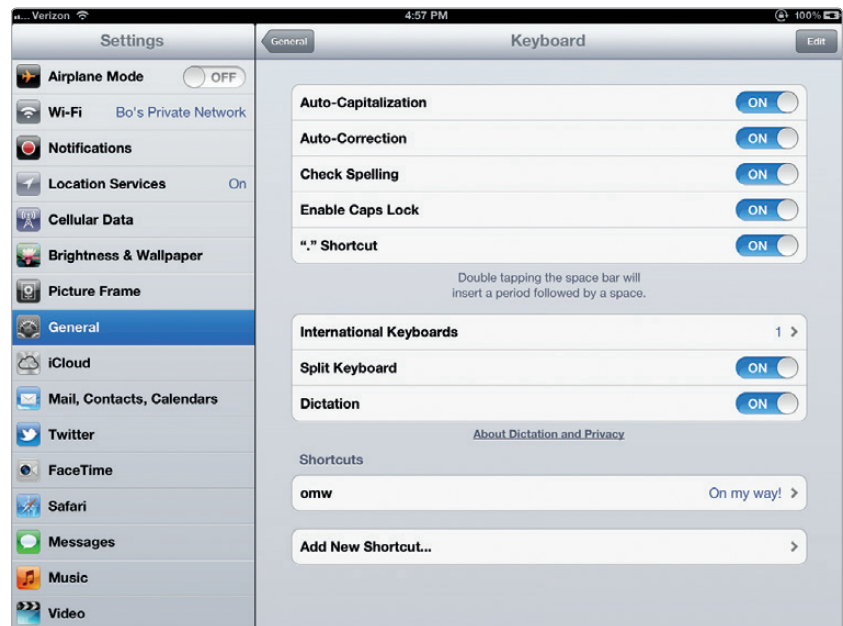 ...Verizon
4:57 PM
100%
Settings
Airplane Mode OFF
Wi-Fi Bo's Private Network
Notifications
Location Services On
Cellular Data
Brightness & Wallpaper
Picture Frame
General
iCloud
Mail, Contacts, Calendars
Twitter
FaceTime
Safari
Messages
Music
Video
General
Keyboard
Edit
Auto-Capitalization ON
Auto-Correction ON
Check Spelling ON
Enable Caps Lock ON
“.” Shortcut ON
Double tapping the space bar will
insert a period followed by a space.
International Keyboards 1
Split Keyboard ON
Dictation ON
About Dictation and Privacy
Shortcuts
omw On my way!
Add New Shortcut...